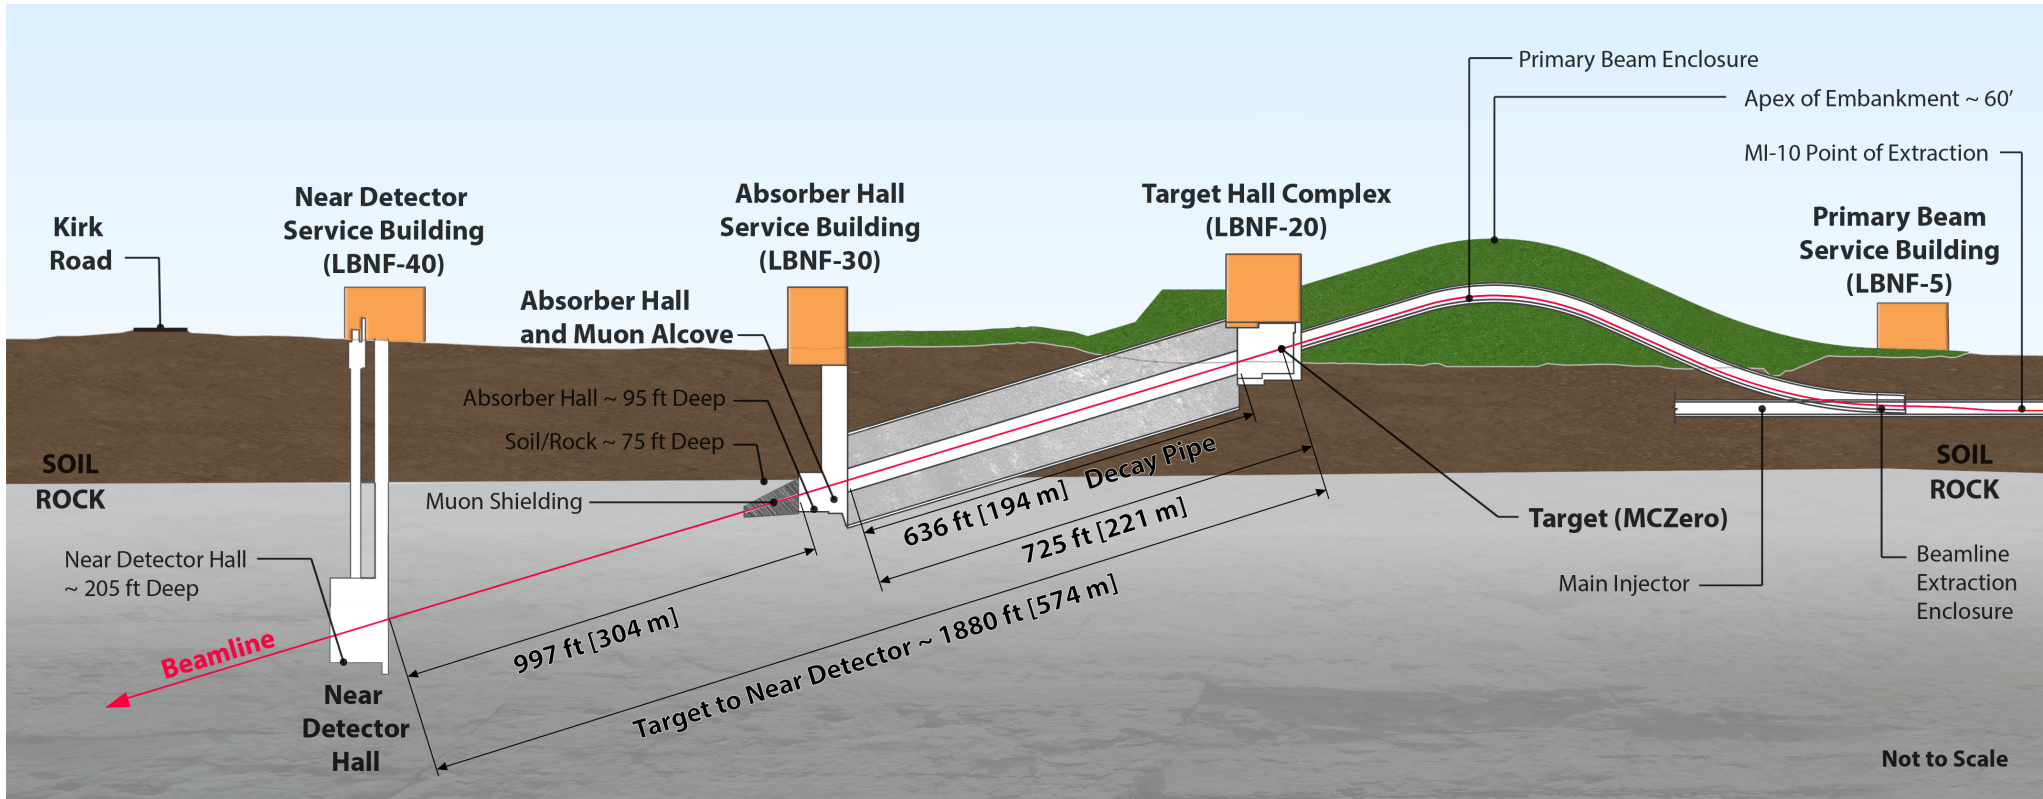 Primary Beam Enclosure
Apex of Embankment ~ 60’
MI-10 Point of Extraction
Kirk
Road
Near Detector
Service Building
(LBNF-40)
Absorber Hall
Service Building
(LBNF-30)
Target Hall Complex
(LBNF-20)
Primary Beam
Service Building
(LBNF-5)
Absorber Hall
and Muon Alcove
Absorber Hall ~ 95 ft Deep
Soil/Rock ~ 75 ft Deep
SOIL
ROCK
Muon Shielding
Near Detector Hall
~ 205 ft Deep
Beamline
Near
Detector
Hall
997 ft [304 m]
636 ft [194 m] Decay Pipe
725 ft [221 m]
Target to Near Detector ~ 1880 ft [574 m]
Target (MCZero)
Main Injector
SOIL
ROCK
Beamline
Extraction
Enclosure
Not to Scale